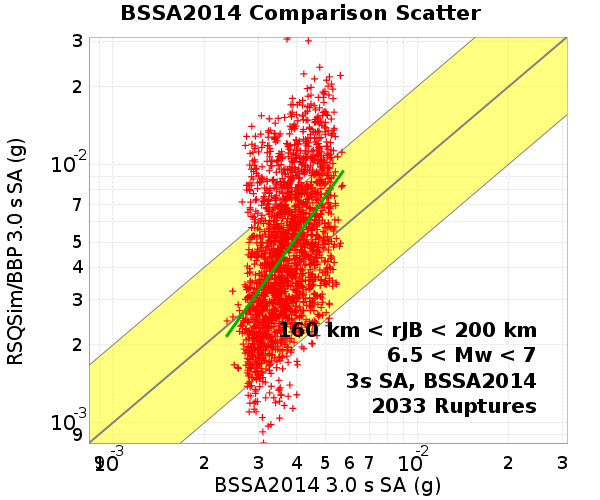 BSSA2014 Comparison Scatter
3
2
10-2
7
5
4
3
2
10-3
9
RSQSim/BBP 3.0 s SA (g)
160 km < rJB < 200 km
6.5 < Mw < 7
3s SA, BSSA2014
2033 Ruptures
9 10-3 2 3 4 5 6 7 10-2 2 3
BSSA2014 3.0 s SA (g)